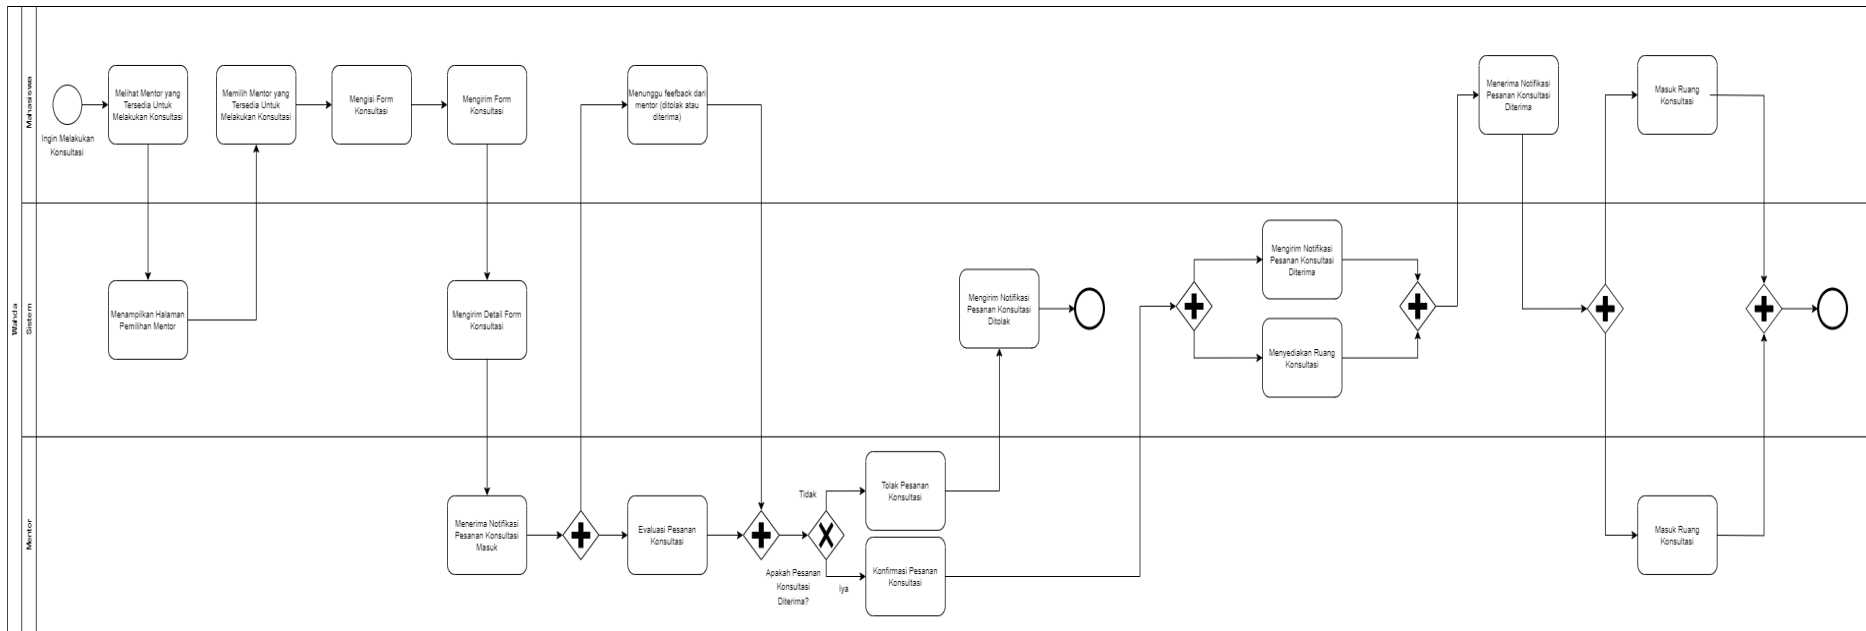 Wahda
Mahasiswa
Sistem
Mentor
Ingin Melakukan
Konsultasi
Melihat Mentor yang
Tersedia Untuk
Melakukan Konsultasi
Memilih Mentor yang
Tersedia Untuk
Melakukan Konsultasi
Mengisi Form
Konsultasi
Mengirim Form
Konsultasi
Menunggu feefback dari
mentor (ditolak atau
diterima)
Menerima Notifikasi
Pesanan Konsultasi
Diterima
Masuk Ruang
Konsultasi
Menampilkan Halaman
Pemilihan Mentor
Mengirim Detail Form
Konsultasi
Mengirim Notifikasi
Pesanan Konsultasi
Ditolak
Mengirim Notifikasi
Pesanan Konsultasi
Diterima
Menyediakan Ruang
Konsultasi
Menerima Notifikasi
Pesanan Konsultasi
Masuk
Evaluasi Pesanan
Konsultasi
Apakah Pesanan
Konsultasi
Diterima?
Tidak
Iya
Tolak Pesanan
Konsultasi
Konfirmasi Pesanan
Konsultasi
Masuk Ruang
Konsultasi